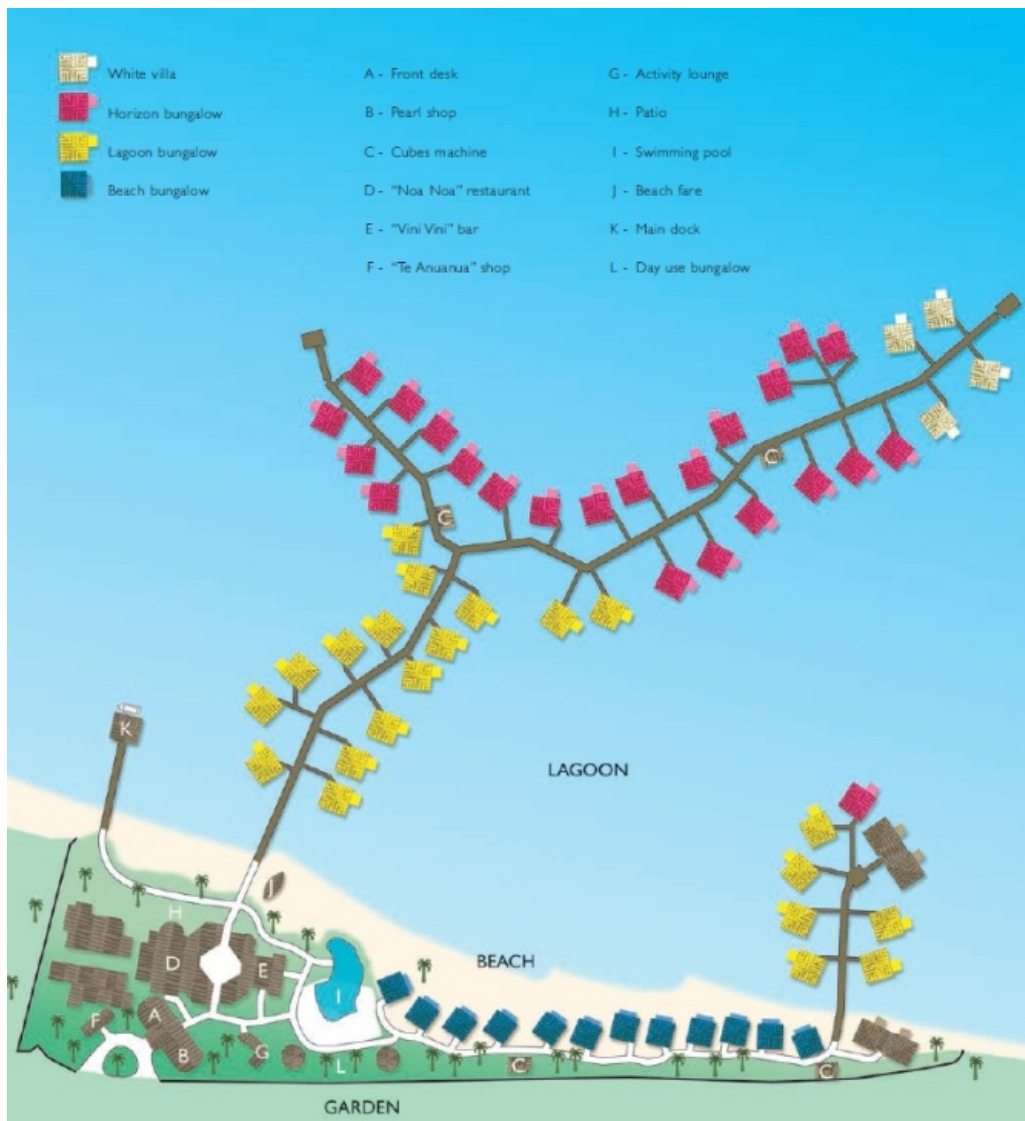 White villa
Horizon bungalow
Lagoon bungalow
Beach bungalow
A - Front desk
B - Pearl shop
C - Cubes machine
D - “Noa Noa” restaurant
E - “Vini Vini” bar
F - “Te Anuanua” shop
G - Activity lounge
H - Patio
I - Swimming pool
J - Beach fare
K - Main dock
L - Day use bungalow
C
C
K
LAGOON
J
H
D
E
BEACH
I
A
F
B
G
L
C
C
GARDEN